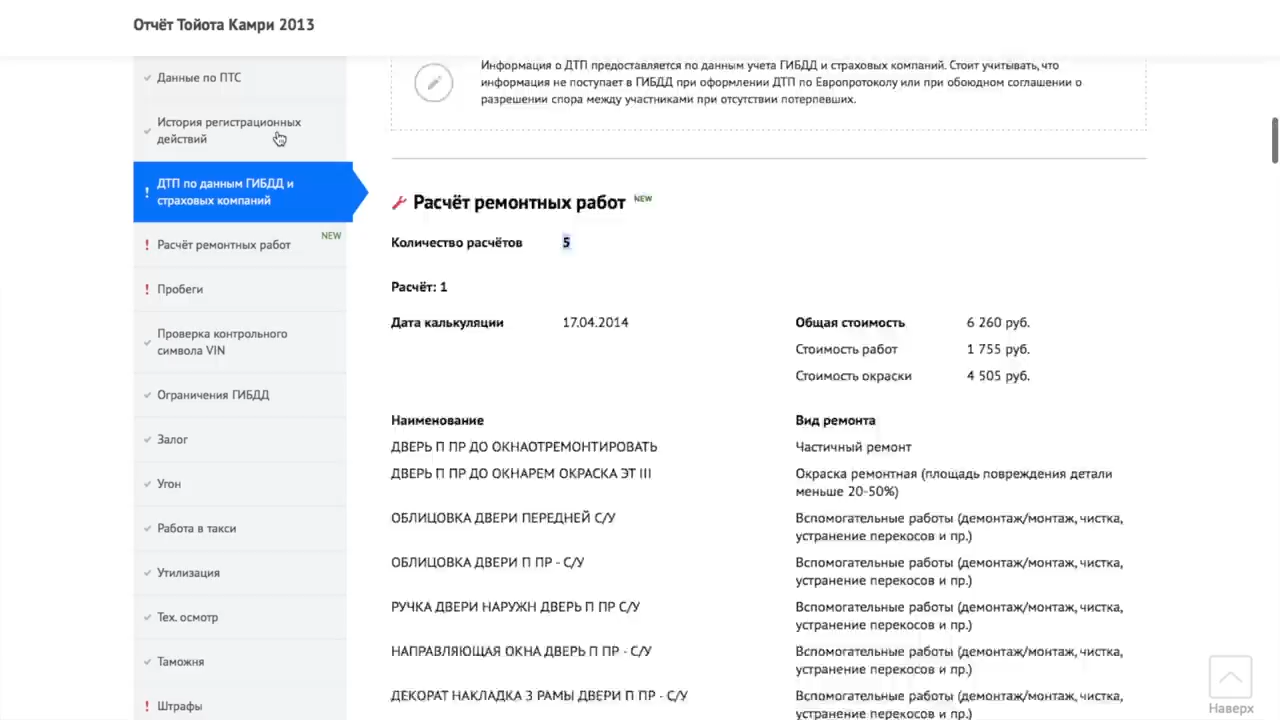 Отчёт Тойота Камри 2013
Данные по ПТС
История регистрационных
действий
ДТП по данным ГИБДД и
страховых компаний
Расчёт ремонтных работ NEW
Пробеги
Проверка контрольного
символа VIN
Ограничения ГИБДД
Залог
Угон
Работа в такси
Утилизация
Тех. осмотр
Таможня
Штрафы
Информация о ДТП предоставляется по данным учета ГИБДД и страховых компаний. Стоит учитывать, что
информация не поступает в ГИБДД при оформлении ДТП по Европротоколу или при обоюдном соглашении о
разрешении спора между участниками при отсутствии потерпевших.
Расчёт ремонтных работ NEW
Количество расчётов 5
Расчёт: 1
Дата калькуляции 17.04.2014 Общая стоимость 6 260 руб.
Стоимость работ 1 755 руб.
Стоимость окраски 4 505 руб.
Наименование Вид ремонта
ДВЕРЬ П ПР ДО ОКНАОТРЕМОНТИРОВАТЬ Частичный ремонт
ДВЕРЬ П ПР ДО ОКНАРЕМ ОКРАСКА ЭТ III Окраска ремонтная (площадь повреждения детали
меньше 20-50%)
ОБЛИЦОВКА ДВЕРИ ПЕРЕДНЕЙ С/У Вспомогательные работы (демонтаж/монтаж, чистка,
устранение перекосов и пр.)
ОБЛИЦОВКА ДВЕРИ П ПР - С/У Вспомогательные работы (демонтаж/монтаж, чистка,
устранение перекосов и пр.)
РУЧКА ДВЕРИ НАРУЖН ДВЕРЬ П ПР С/У Вспомогательные работы (демонтаж/монтаж, чистка,
устранение перекосов и пр.)
НАПРАВЛЯЮЩАЯ ОКНА ДВЕРЬ П ПР - С/У Вспомогательные работы (демонтаж/монтаж, чистка,
устранение перекосов и пр.)
ДЕКОРАТ НАКЛАДКА 3 РАМЫ ДВЕРИ П ПР - С/У Вспомогательные работы (демонтаж/монтаж, чистка,
устранение перекосов и пр.)
Наверх